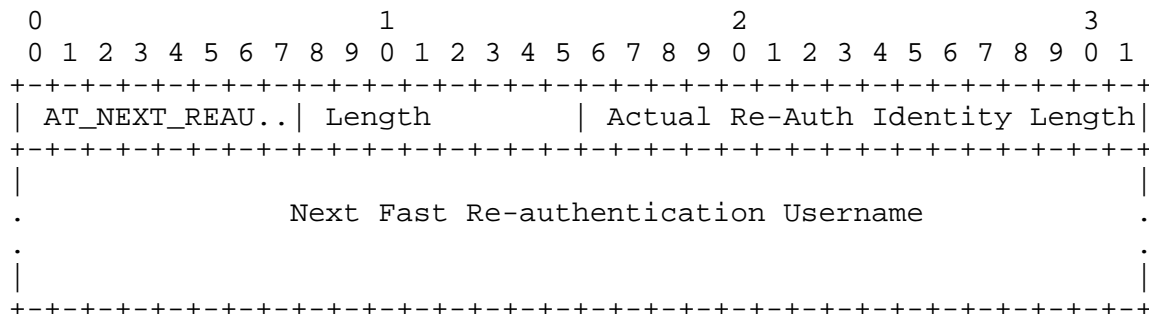 0                   1                   2                   3
 0 1 2 3 4 5 6 7 8 9 0 1 2 3 4 5 6 7 8 9 0 1 2 3 4 5 6 7 8 9 0 1
+-+-+-+-+-+-+-+-+-+-+-+-+-+-+-+-+-+-+-+-+-+-+-+-+-+-+-+-+-+-+-+-+
| AT_NEXT_REAU..| Length        | Actual Re-Auth Identity Length|
+-+-+-+-+-+-+-+-+-+-+-+-+-+-+-+-+-+-+-+-+-+-+-+-+-+-+-+-+-+-+-+-+
|                                                               |
.               Next Fast Re-authentication Username            .
.                                                               .
|                                                               |
+-+-+-+-+-+-+-+-+-+-+-+-+-+-+-+-+-+-+-+-+-+-+-+-+-+-+-+-+-+-+-+-+